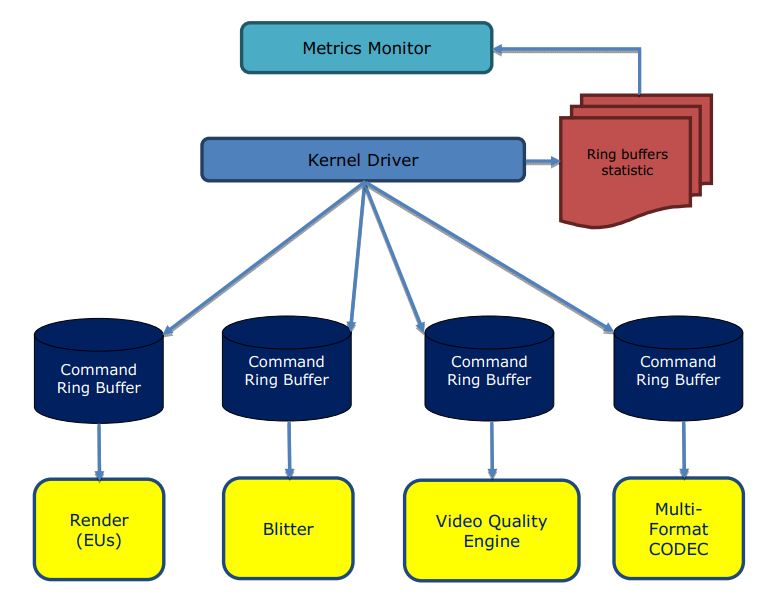 Metrics Monitor
Kernel Driver
Ring buffers
statistic
Command
Ring Buffer
Command
Ring Buffer
Command
Ring Buffer
Command
Ring Buffer
Render
(EUs)
Blitter
Video Quality
Engine
Multi-
Format
CODEC